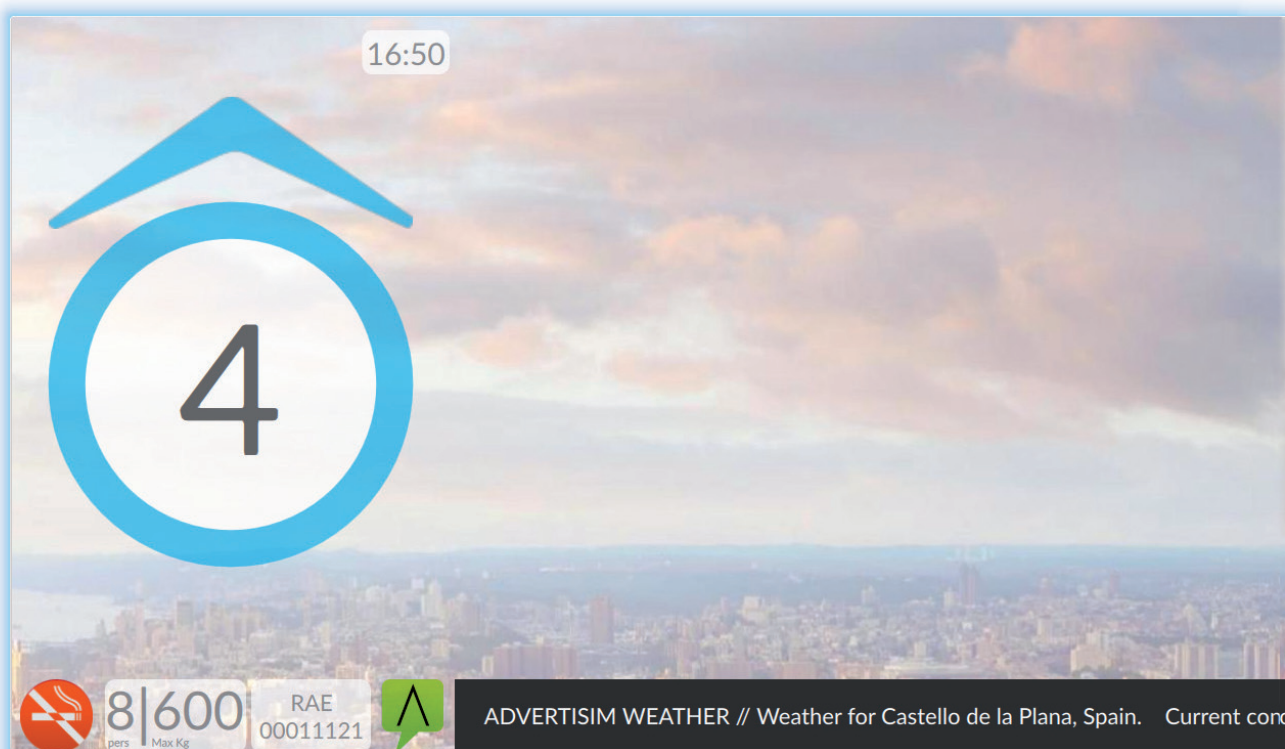 16:50
4
8|600
pers Max Kg
RAE
00011121
ADVERTISIM WEATHER // Weather for Castello de la Plana, Spain. Current